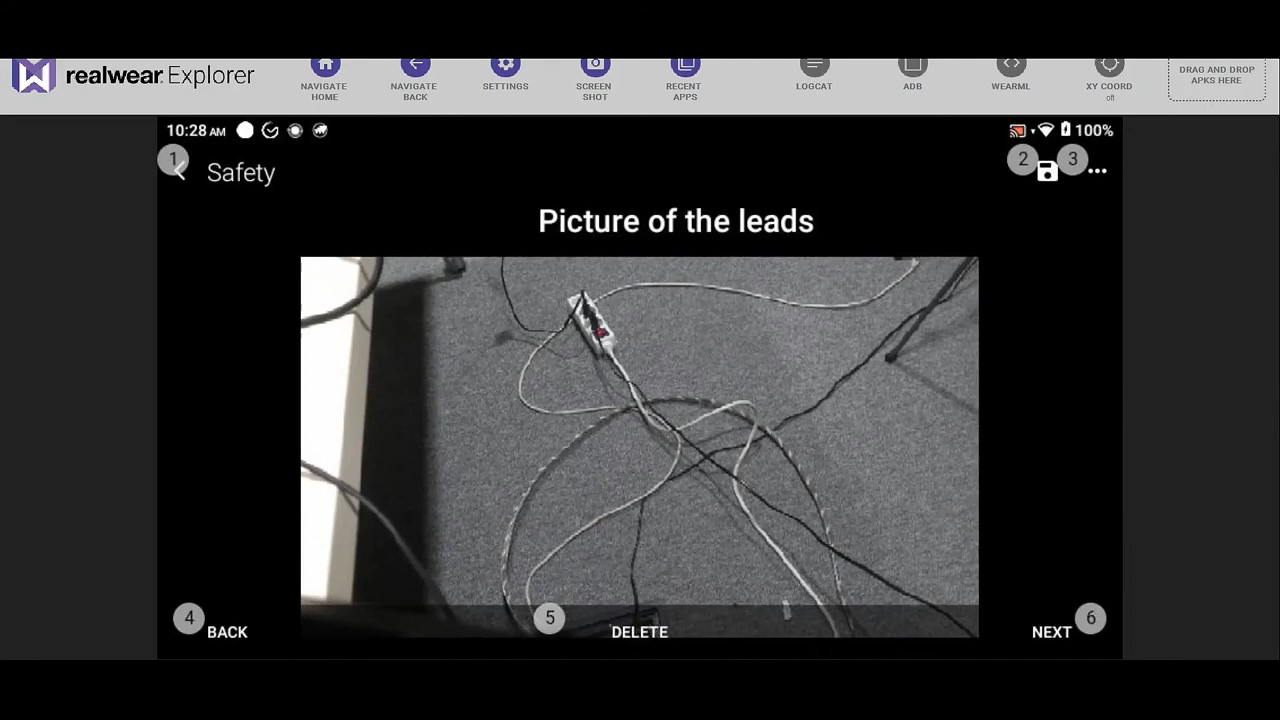 realwear Explorer
NAVIGATE
HOME
NAVIGATE
BACK
SETTINGS
SCREEN
SHOT
RECENT
APPS
LOGCAT
ADB
WEARML
XY COORD
off
DRAG AND DROP
APKS HERE
10:28 AM
100%
1
Safety
2
3
Picture of the leads
4
BACK
5
DELETE
NEXT
6